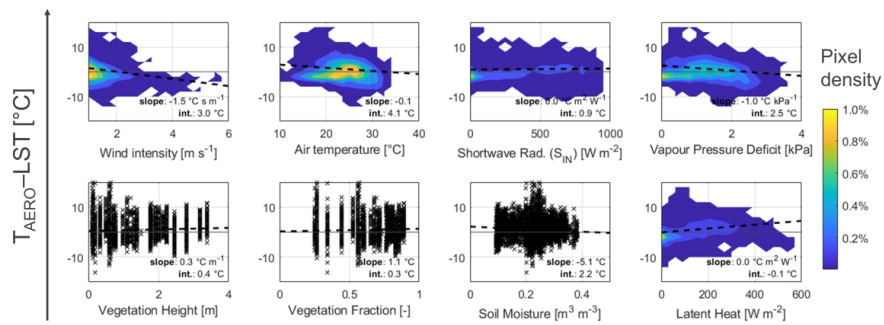 T_AERO–LST [°C]
10
-10
2
4
6
slope: -1.5 °C s m⁻¹
int.: 3.0 °C
Wind intensity [m s⁻¹]
10
-10
10
20
30
40
slope: -0.1
int.: 4.1 °C
Air temperature [°C]
10
-10
0
500
1000
slope: 0.0 °C m² W⁻¹
int.: 0.9 °C
Shortwave Rad. (S_IN) [W m⁻²]
10
-10
0
2
4
slope: -1.0 °C kPa⁻¹
int.: 2.5 °C
Vapour Pressure Deficit [kPa]
Pixel
density
1.0%
0.8%
0.6%
0.4%
0.2%
10
-10
0
2
4
slope: 0.3 °C m⁻¹
int.: 0.4 °C
Vegetation Height [m]
10
-10
0
0.5
1
slope: 1.1 °C
int.: 0.3 °C
Vegetation Fraction [-]
10
-10
0
0.2
0.4
slope: -5.1 °C
int.: 2.2 °C
Soil Moisture [m³ m⁻³]
10
-10
0
200
400
600
slope: 0.0 °C m² W⁻¹
int.: -0.1 °C
Latent Heat [W m⁻²]